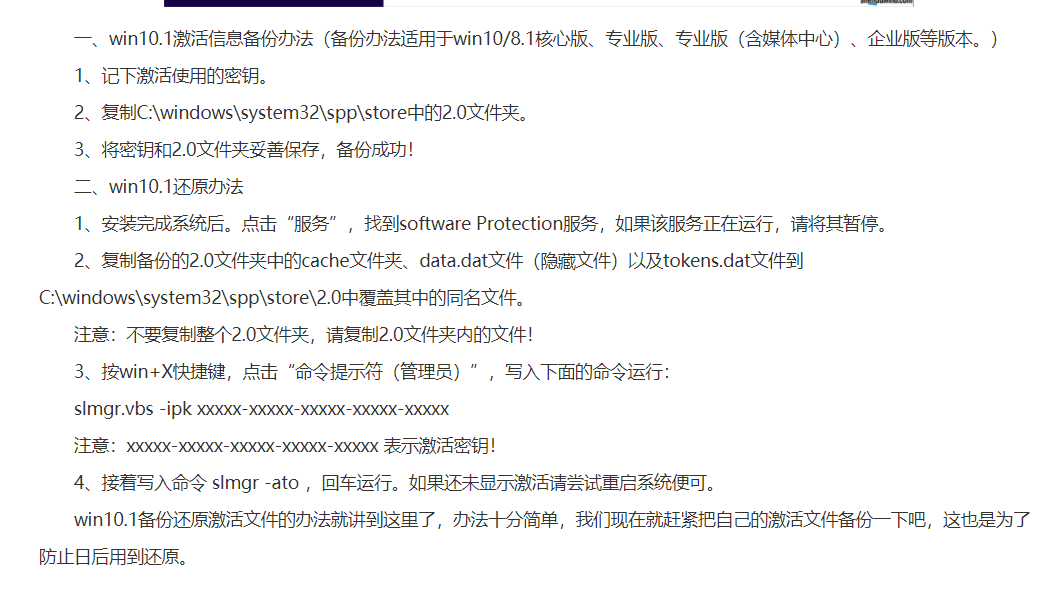 一、win10.1激活信息备份办法（备份办法适用于win10/8.1核心版、专业版、专业版（含媒体中心）、企业版等版本。）
1、记下激活使用的密钥。
2、复制C:\windows\system32\spp\store中的2.0文件夹。
3、将密钥和2.0文件夹妥善保存，备份成功！
二、win10.1还原办法
1、安装完成系统后。点击“服务”，找到software Protection服务，如果该服务正在运行，请将其暂停。
2、复制备份的2.0文件夹中的cache文件夹、data.dat文件（隐藏文件）以及tokens.dat文件到
C:\windows\system32\spp\store\2.0中覆盖其中的同名文件。
注意：不要复制整个2.0文件夹，请复制2.0文件夹内的文件！
3、按win+X快捷键，点击“命令提示符（管理员）”，写入下面的命令运行：
slmgr.vbs -ipk xxxxx-xxxxx-xxxxx-xxxxx-xxxxx
注意：xxxxx-xxxxx-xxxxx-xxxxx-xxxxx 表示激活密钥！
4、接着写入命令 slmgr -ato ，回车运行。如果还未显示激活请尝试重启系统便可。
win10.1备份还原激活文件的办法就讲到这里了，办法十分简单，我们现在就赶紧把自己的激活文件备份一下吧，这也是为了
防止日后用到还原。